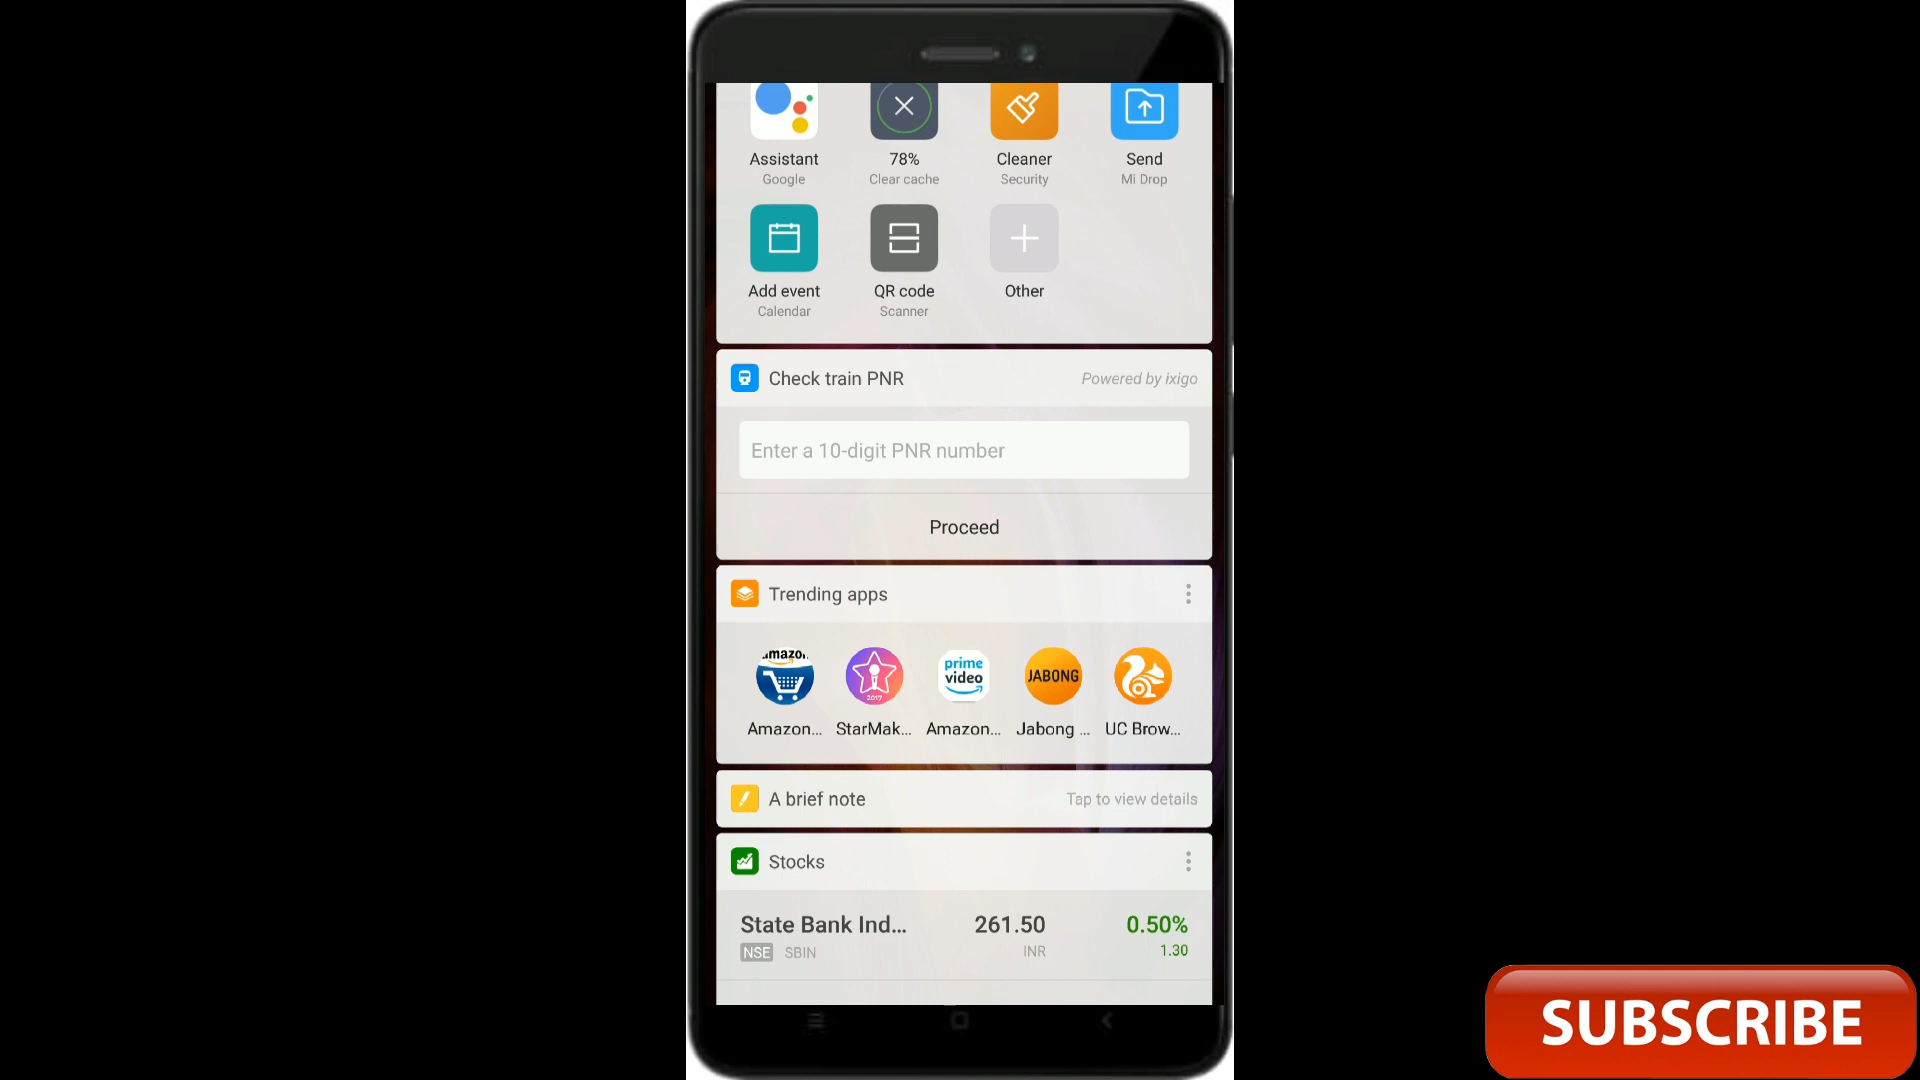 Assistant
78%
Cleaner
Send
Google
Clear cache
Security
Mi Drop
Add event
QR code
Other
Calendar
Scanner
Check train PNR
Powered by ixigo
Enter a 10-digit PNR number
Proceed
Trending apps
amazon
2017
prime
video
JABONG
Amazon...
StarMak...
Amazon...
Jabong ...
UC Brow...
A brief note
Tap to view details
Stocks
State Bank Ind...
261.50
0.50%
NSE
SBIN
INR
1.30
SUBSCRIBE